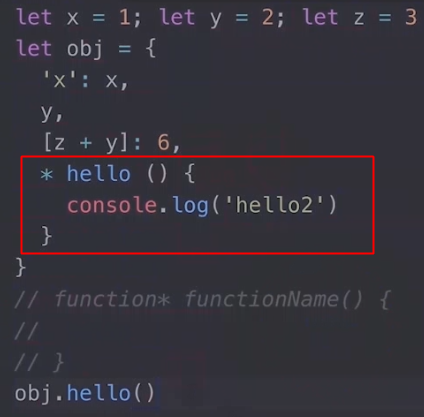 let x = 1; let y = 2; let z = 3
let obj = {
'x': x,
y,
[z + y]: 6,
* hello () {
console.log('hello2')
}
}
// function* functionName() {
//
// }
obj.hello()